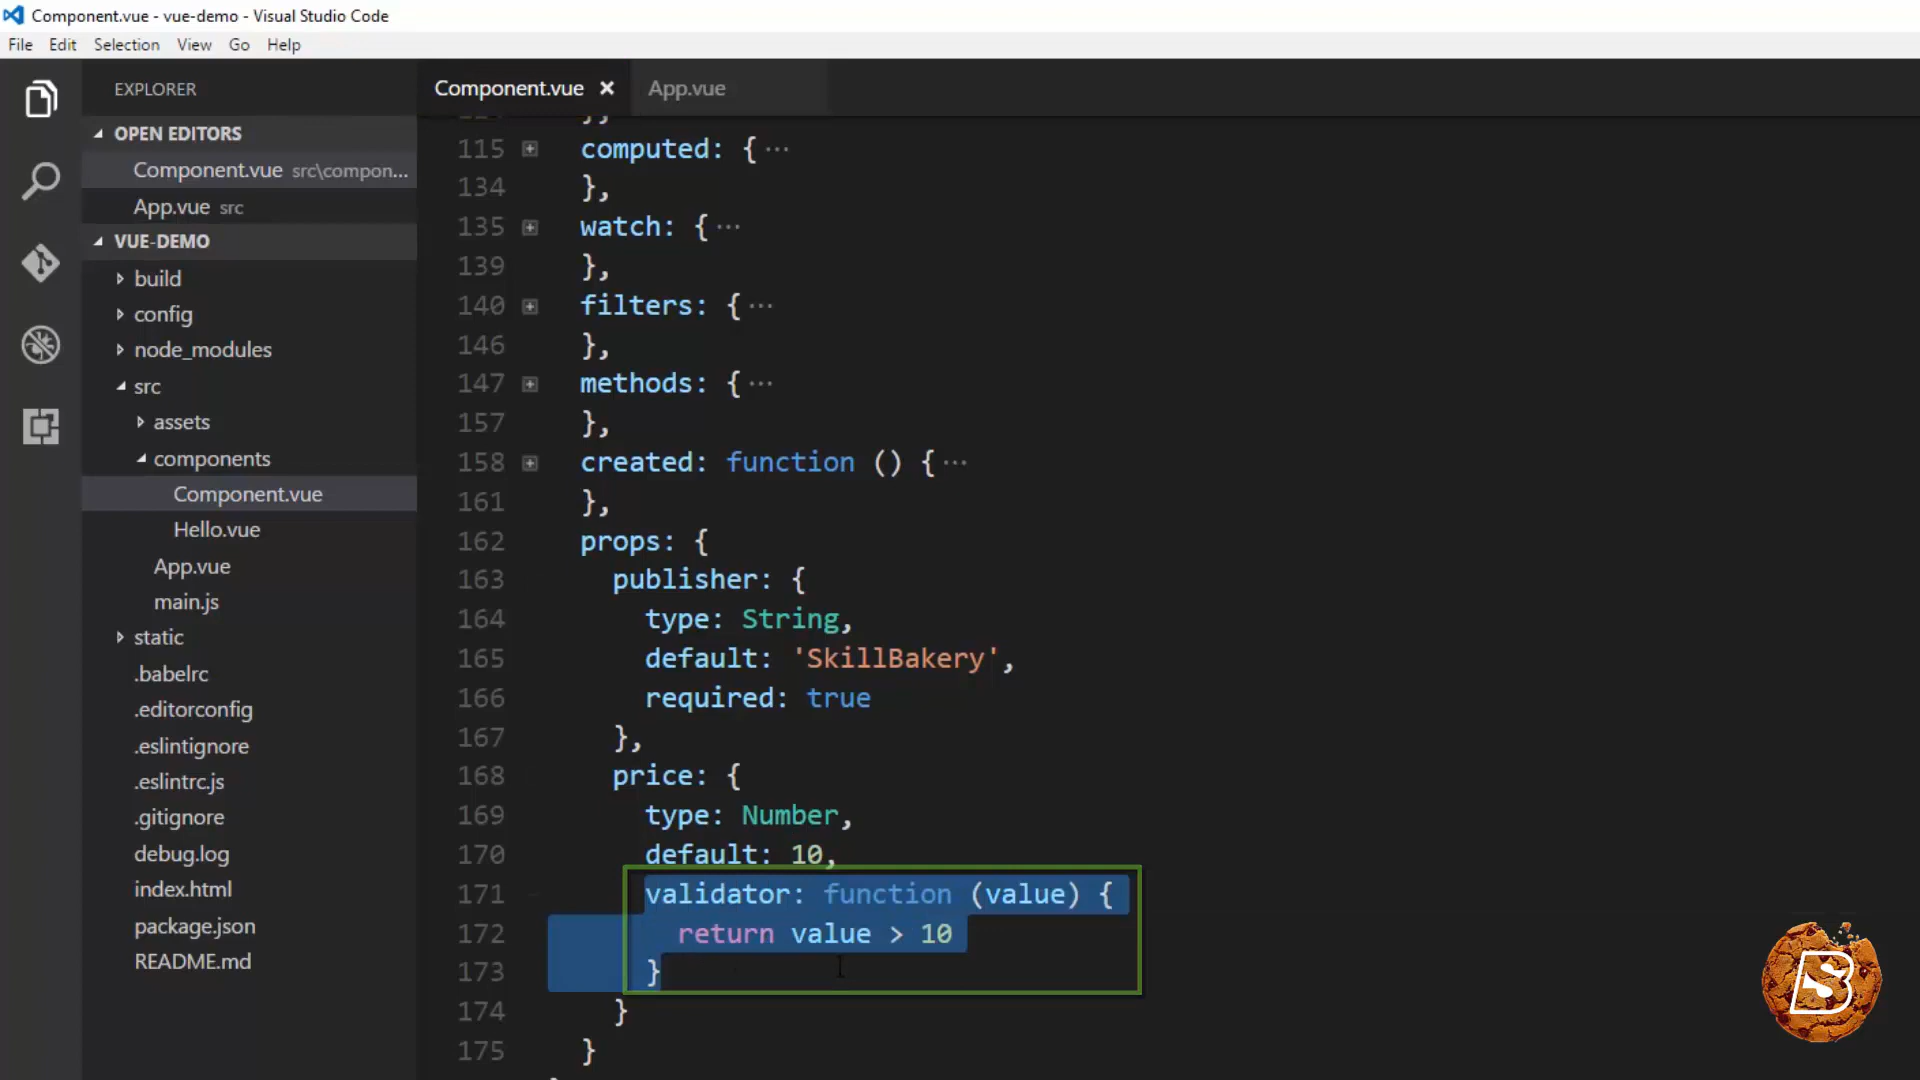 Component.vue - vue-demo - Visual Studio Code
File Edit Selection View Go Help
EXPLORER
OPEN EDITORS
Component.vue src\compon...
App.vue src
VUE-DEMO
build
config
node_modules
src
assets
components
Component.vue
Hello.vue
App.vue
main.js
static
.babelrc
.editorconfig
.eslintignore
.eslintrc.js
.gitignore
debug.log
index.html
package.json
README.md
Component.vue × App.vue
115 computed: { ···
134 },
135 watch: { ···
139 },
140 filters: { ···
146 },
147 methods: { ···
157 },
158 created: function () { ···
161 },
162 props: {
163 publisher: {
164 type: String,
165 default: 'SkillBakery',
166 required: true
167 },
168 price: {
169 type: Number,
170 default: 10,
171 validator: function (value) {
172 return value > 10
173 }
174 }
175 }